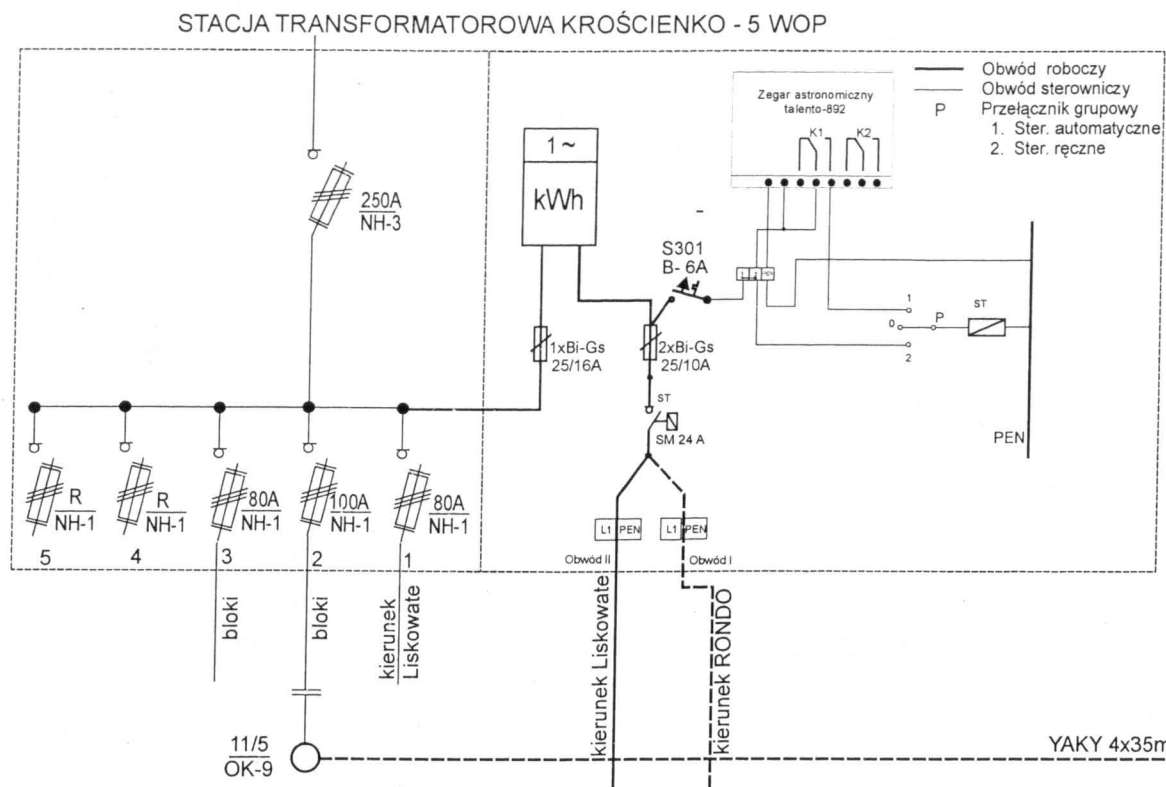 STACJA TRANSFORMATOROWA KROŚCIENKO - 5 WOP
Obwód roboczy
Obwód sterowniczy
P Przełącznik grupowy
1. Ster. automatyczne
2. Ster. ręczne
Zegar astronomiczny
talento-892
K1 K2
1 ~
kWh
250A
NH-3
S301
B- 6A
1
ST
0
P
2
1xBi-Gs
25/16A
2xBi-Gs
25/10A
ST
SM 24 A
PEN
R
NH-1
R
NH-1
80A
NH-1
100A
NH-1
80A
NH-1
L1 PEN
L1 PEN
5
4
3
2
1
Obwód II
Obwód I
bloki
bloki
kierunek
Liskowate
kierunek Liskowate
kierunek RONDO
11/5
OK-9
YAKY 4x35m